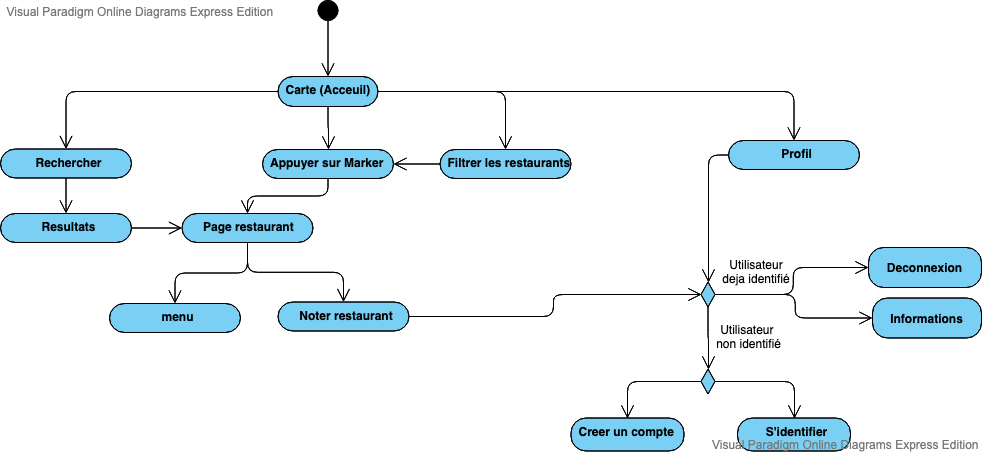 Visual Paradigm Online Diagrams Express Edition
Carte (Acceuil)
Rechercher
Appuyer sur Marker
Filtrer les restaurants
Profil
Resultats
Page restaurant
Utilisateur
deja identifié
Deconnexion
menu
Noter restaurant
Informations
Utilisateur
non identifié
Creer un compte
S'identifier
Visual Paradigm Online Diagrams Express Edition